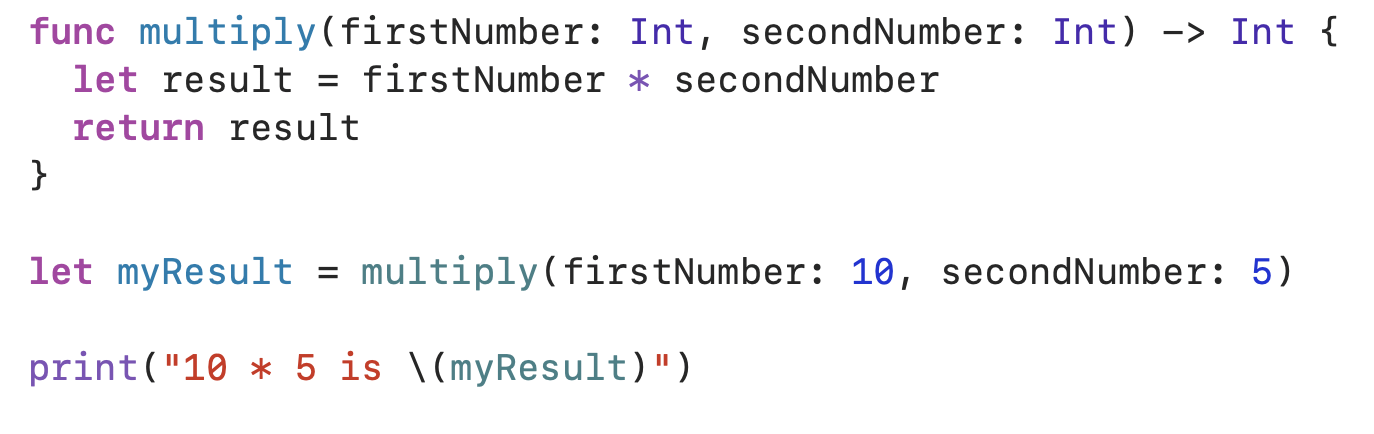 func multiply(firstNumber: Int, secondNumber: Int) -> Int {
  let result = firstNumber * secondNumber
  return result
}

let myResult = multiply(firstNumber: 10, secondNumber: 5)

print("10 * 5 is \(myResult)")